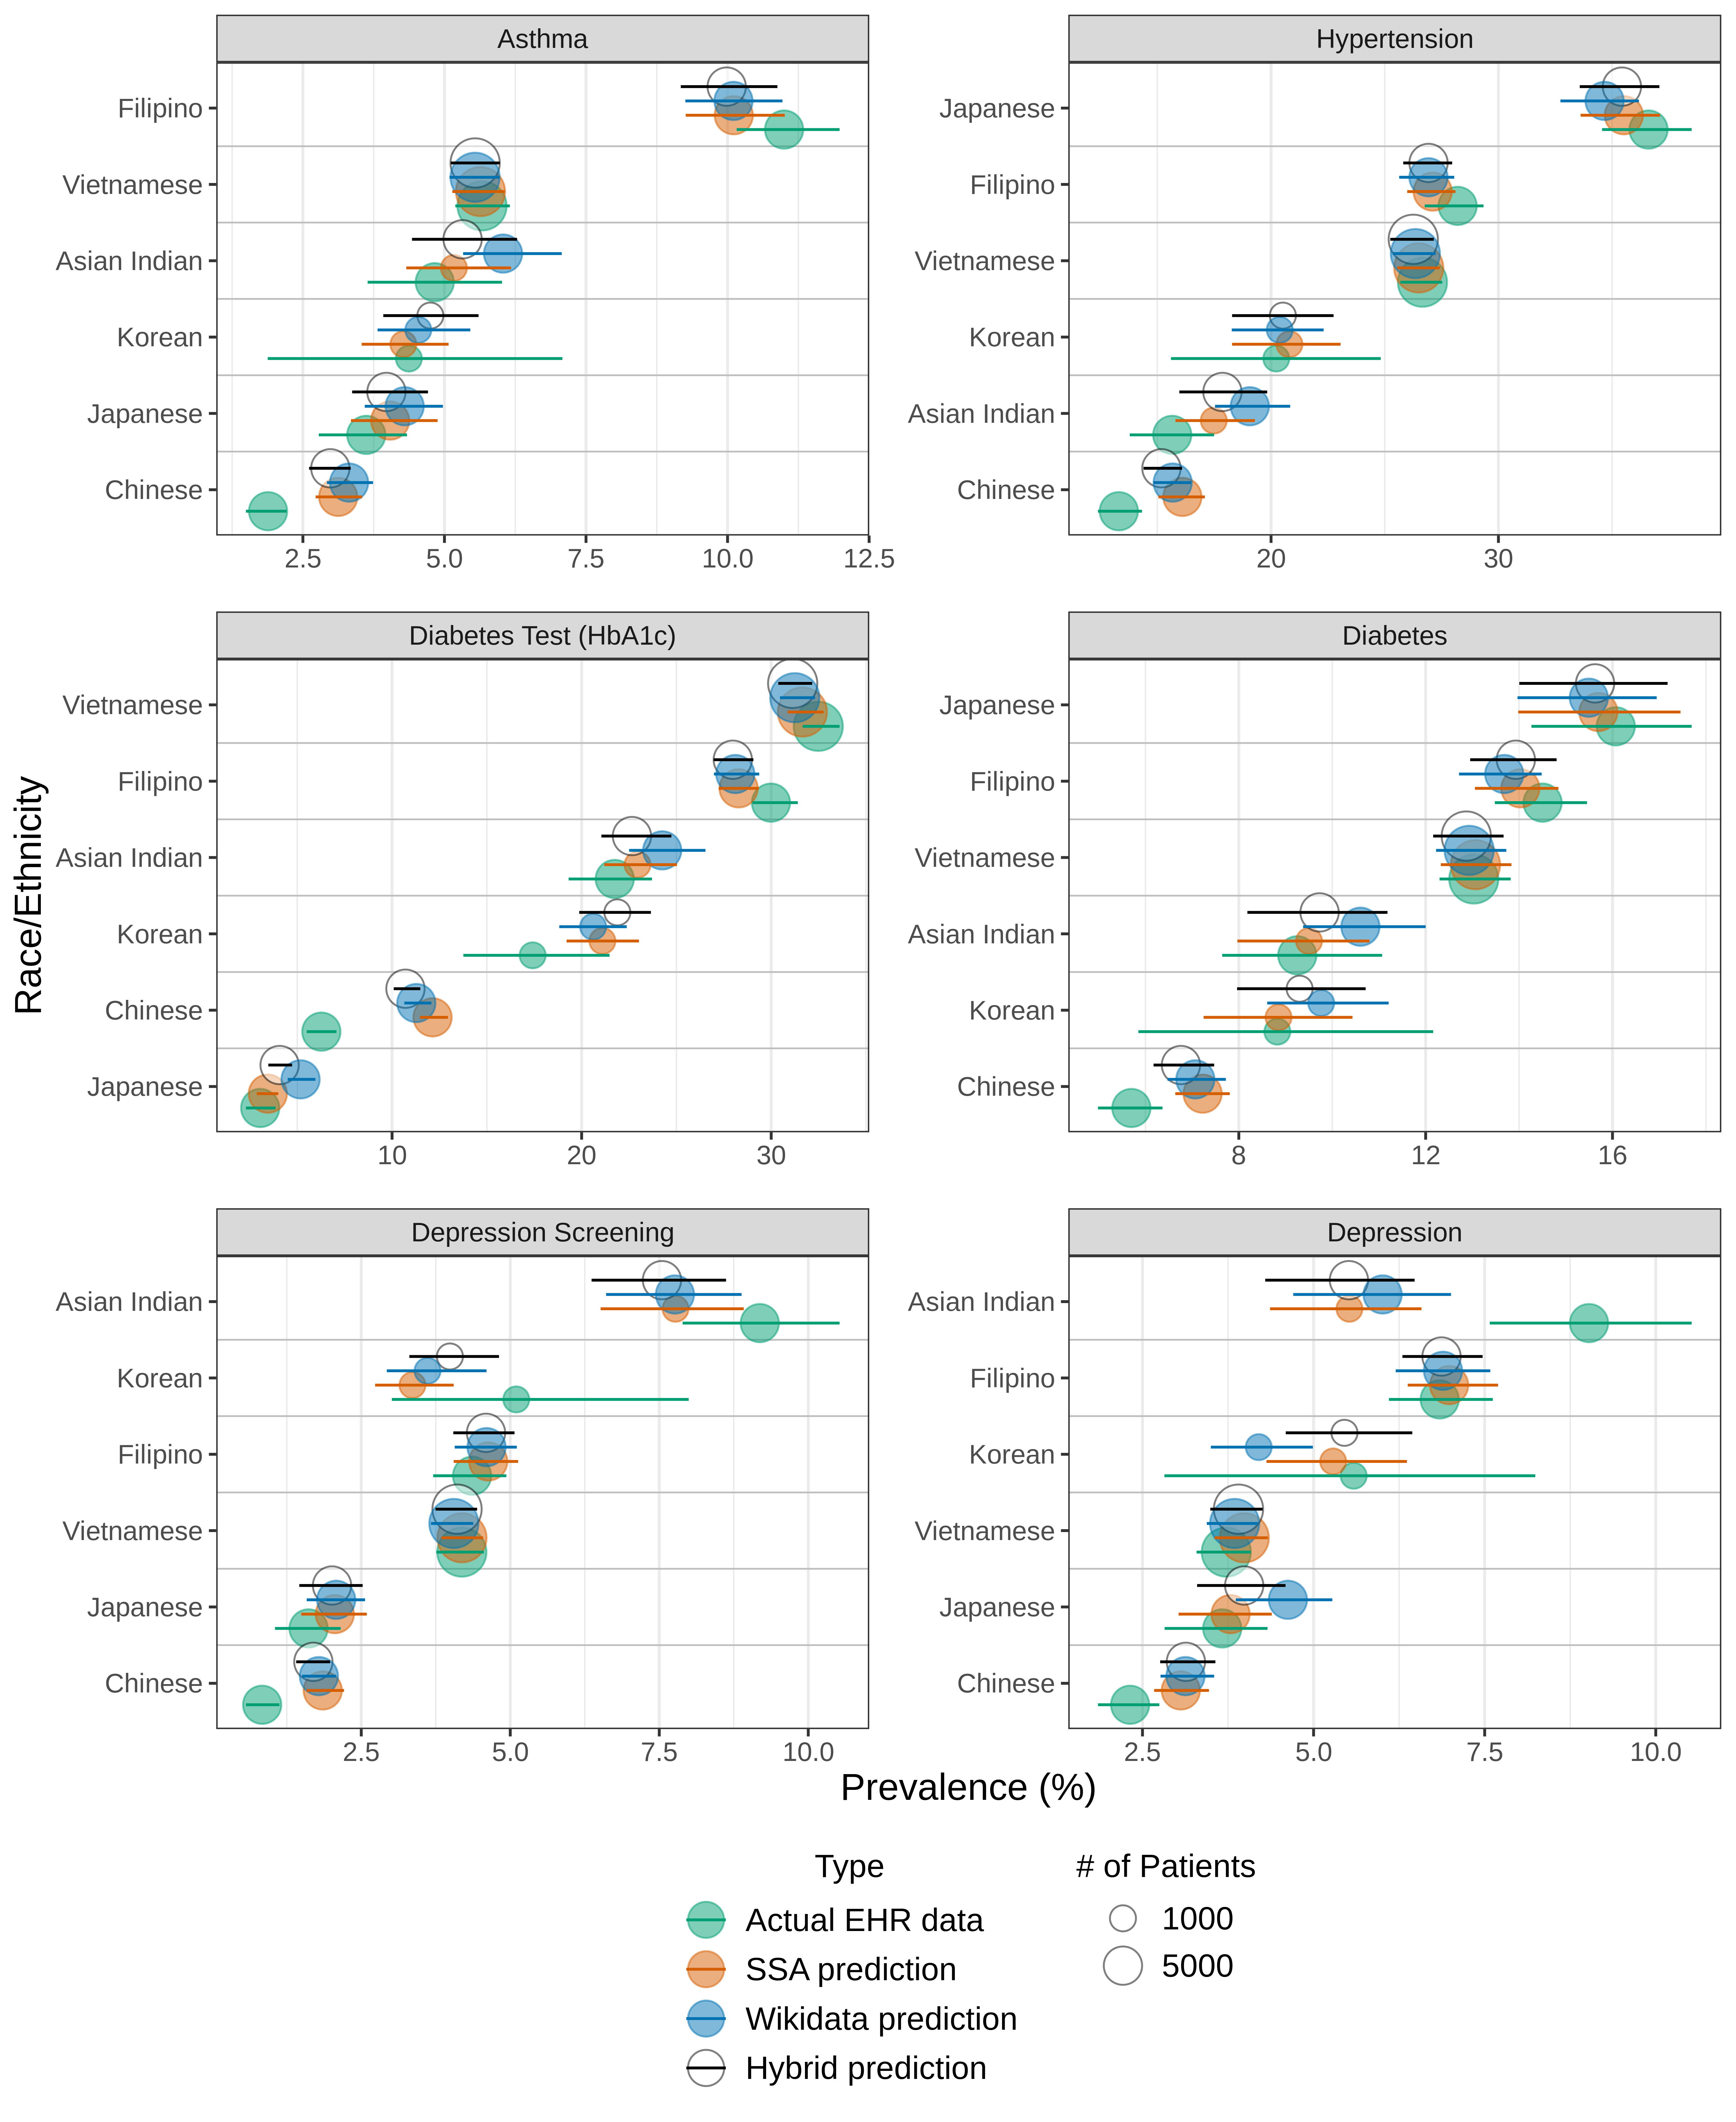 Asthma
Filipino
Vietnamese
Asian Indian
Korean
Japanese
Chinese
2.5 5.0 7.5 10.0 12.5
Hypertension
Japanese
Filipino
Vietnamese
Korean
Asian Indian
Chinese
20 30
Diabetes Test (HbA1c)
Vietnamese
Filipino
Asian Indian
Korean
Chinese
Japanese
10 20 30
Diabetes
Japanese
Filipino
Vietnamese
Asian Indian
Korean
Chinese
8 12 16
Depression Screening
Asian Indian
Korean
Filipino
Vietnamese
Japanese
Chinese
2.5 5.0 7.5 10.0
Depression
Asian Indian
Filipino
Korean
Vietnamese
Japanese
Chinese
2.5 5.0 7.5 10.0
Race/Ethnicity
Prevalence (%)
Type
Actual EHR data
SSA prediction
Wikidata prediction
Hybrid prediction
# of Patients
1000
5000